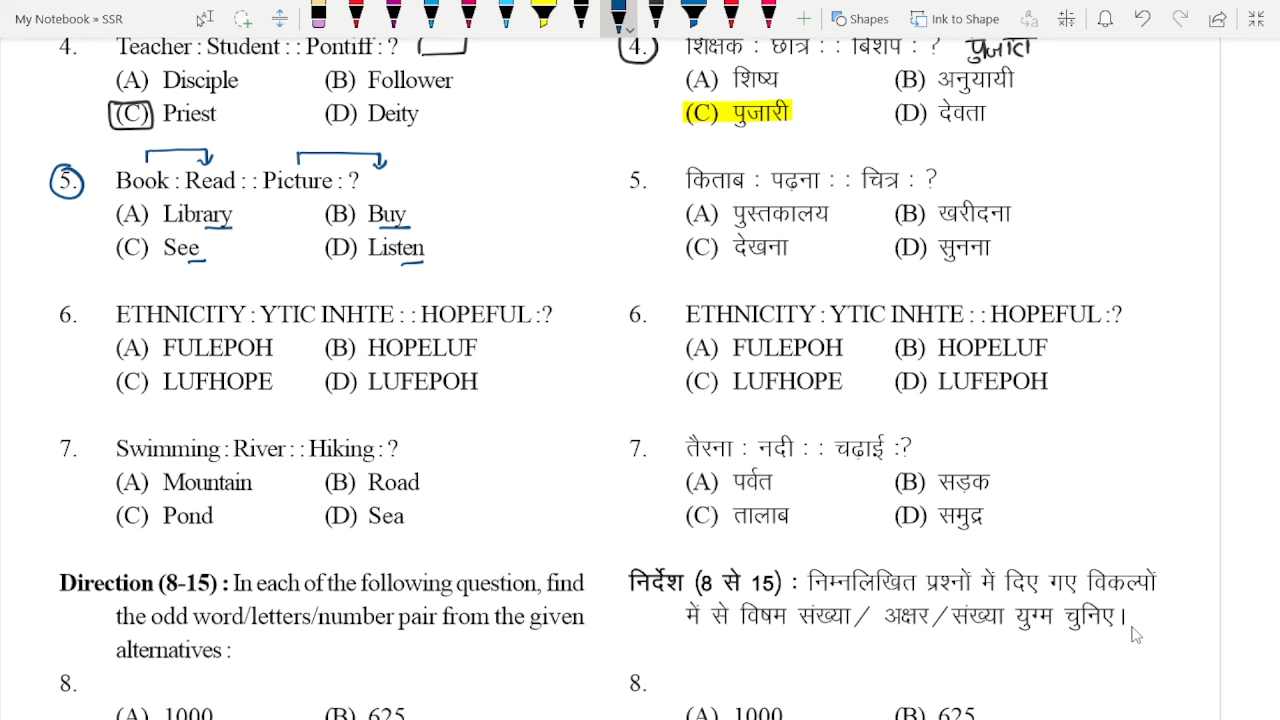 My Notebook » SSR
Shapes
Ink to Shape
4. Teacher : Student : : Pontiff : ?
(A) Disciple (B) Follower
(C) Priest (D) Deity
5. Book : Read : : Picture : ?
(A) Library (B) Buy
(C) See (D) Listen
6. ETHNICITY : YTIC INHTE : : HOPEFUL :?
(A) FULEPOH (B) HOPELUF
(C) LUFHOPE (D) LUFEPOH
7. Swimming : River : : Hiking : ?
(A) Mountain (B) Road
(C) Pond (D) Sea
Direction (8-15) : In each of the following question, find
the odd word/letters/number pair from the given
alternatives :
8.
(A) 1000 (B) 625
4. शिक्षक : छात्र : : बिशप : ?
(A) शिष्य (B) अनुयायी
(C) पुजारी (D) देवता
5. किताब : पढ़ना : : चित्र : ?
(A) पुस्तकालय (B) खरीदना
(C) देखना (D) सुनना
6. ETHNICITY : YTIC INHTE : : HOPEFUL :?
(A) FULEPOH (B) HOPELUF
(C) LUFHOPE (D) LUFEPOH
7. तैरना : नदी : : चढ़ाई :?
(A) पर्वत (B) सड़क
(C) तालाब (D) समुद्र
निर्देश (8 से 15) : निम्नलिखित प्रश्नों में दिए गए विकल्पों
में से विषम संख्या/ अक्षर/संख्या युग्म चुनिए।
8.
(A) 1000 (B) 625